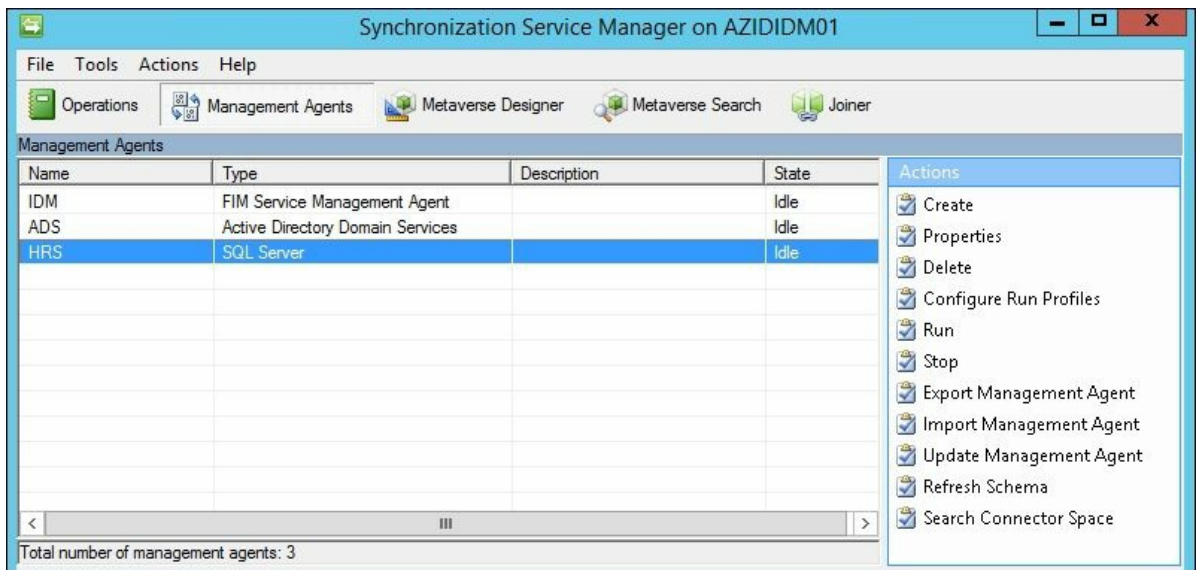 Synchronization Service Manager on AZIDIDM01
File Tools Actions Help
Operations Management Agents Metaverse Designer Metaverse Search Joiner
Management Agents
Name Type Description State
IDM FIM Service Management Agent Idle
ADS Active Directory Domain Services Idle
HRS SQL Server Idle
Actions
Create
Properties
Delete
Configure Run Profiles
Run
Stop
Export Management Agent
Import Management Agent
Update Management Agent
Refresh Schema
Search Connector Space
Total number of management agents: 3